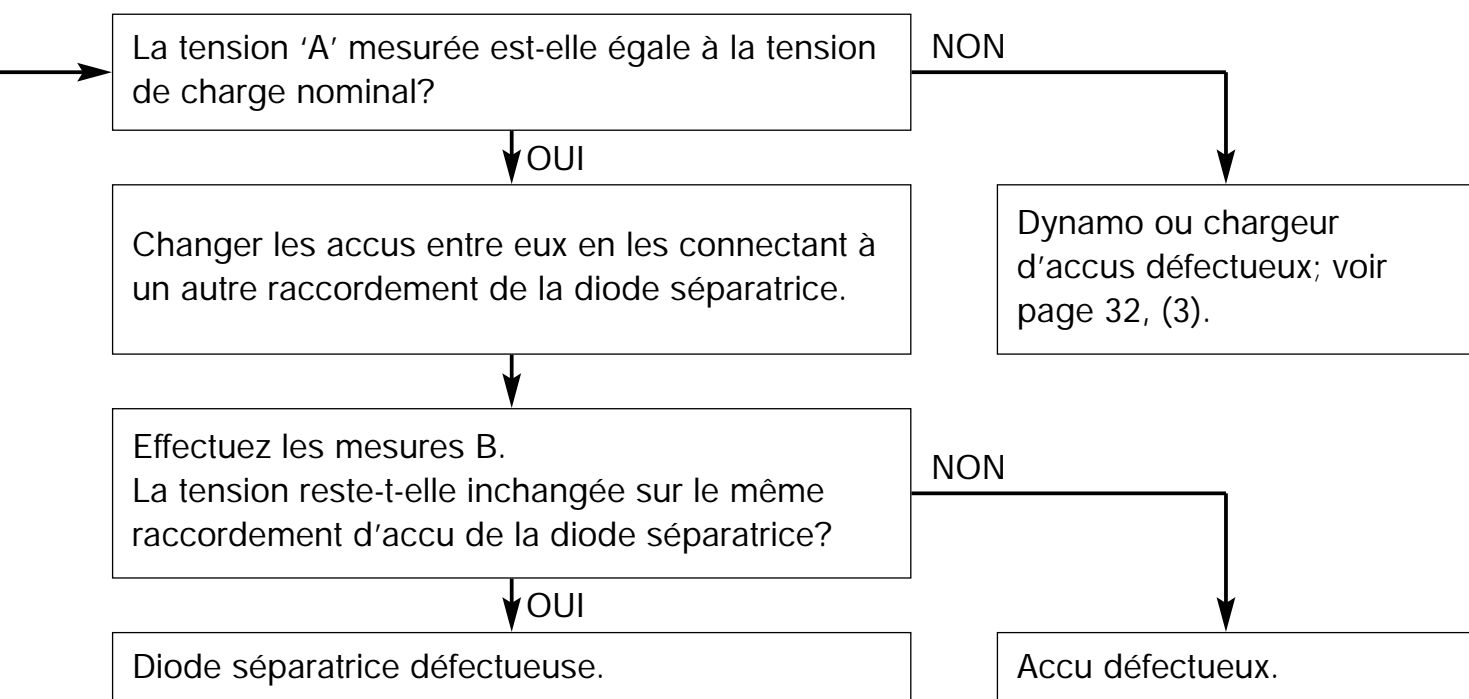 La tension ‘A’ mesurée est-elle égale à la tension
de charge nominal?
NON
OUI
Changer les accus entre eux en les connectant à
un autre raccordement de la diode séparatrice.
Dynamo ou chargeur
d’accus défectueux; voir
page 32, (3).
Effectuez les mesures B.
La tension reste-t-elle inchangée sur le même
raccordement d’accu de la diode séparatrice?
NON
OUI
Diode séparatrice défectueuse.
Accu défectueux.